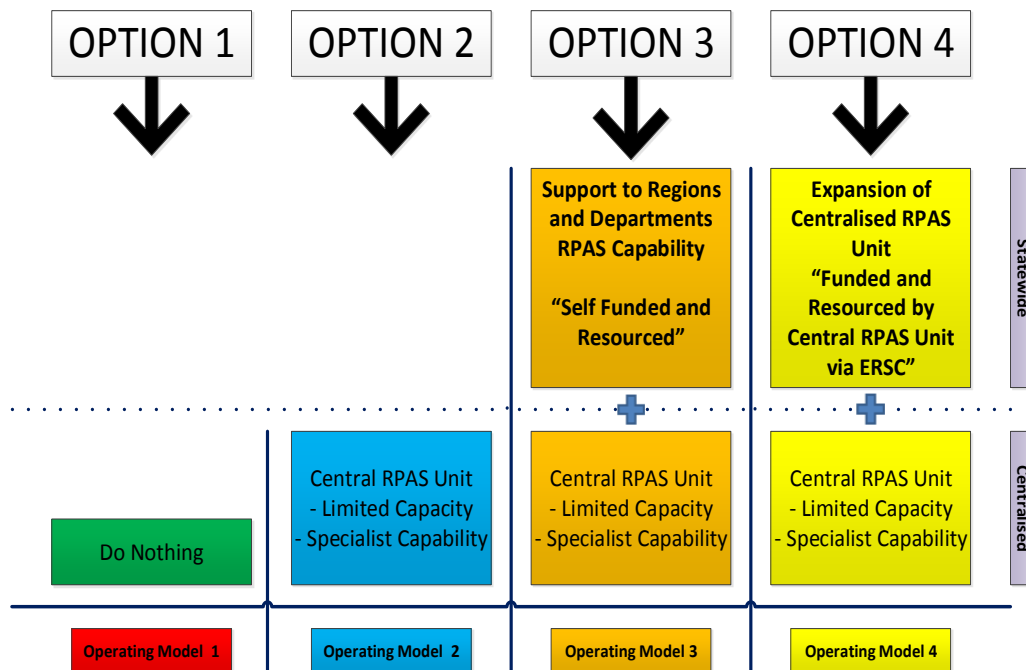 OPTION 1
OPTION 2
OPTION 3
OPTION 4
Support to Regions
and Departments
RPAS Capability
“Self Funded and
Resourced”
Expansion of
Centralised RPAS
Unit
“Funded and
Resourced by
Central RPAS Unit
via ERSC”
Statewide
Do Nothing
Central RPAS Unit
- Limited Capacity
- Specialist Capability
Central RPAS Unit
- Limited Capacity
- Specialist Capability
Central RPAS Unit
- Limited Capacity
- Specialist Capability
Centralised
Operating Model 1
Operating Model 2
Operating Model 3
Operating Model 4